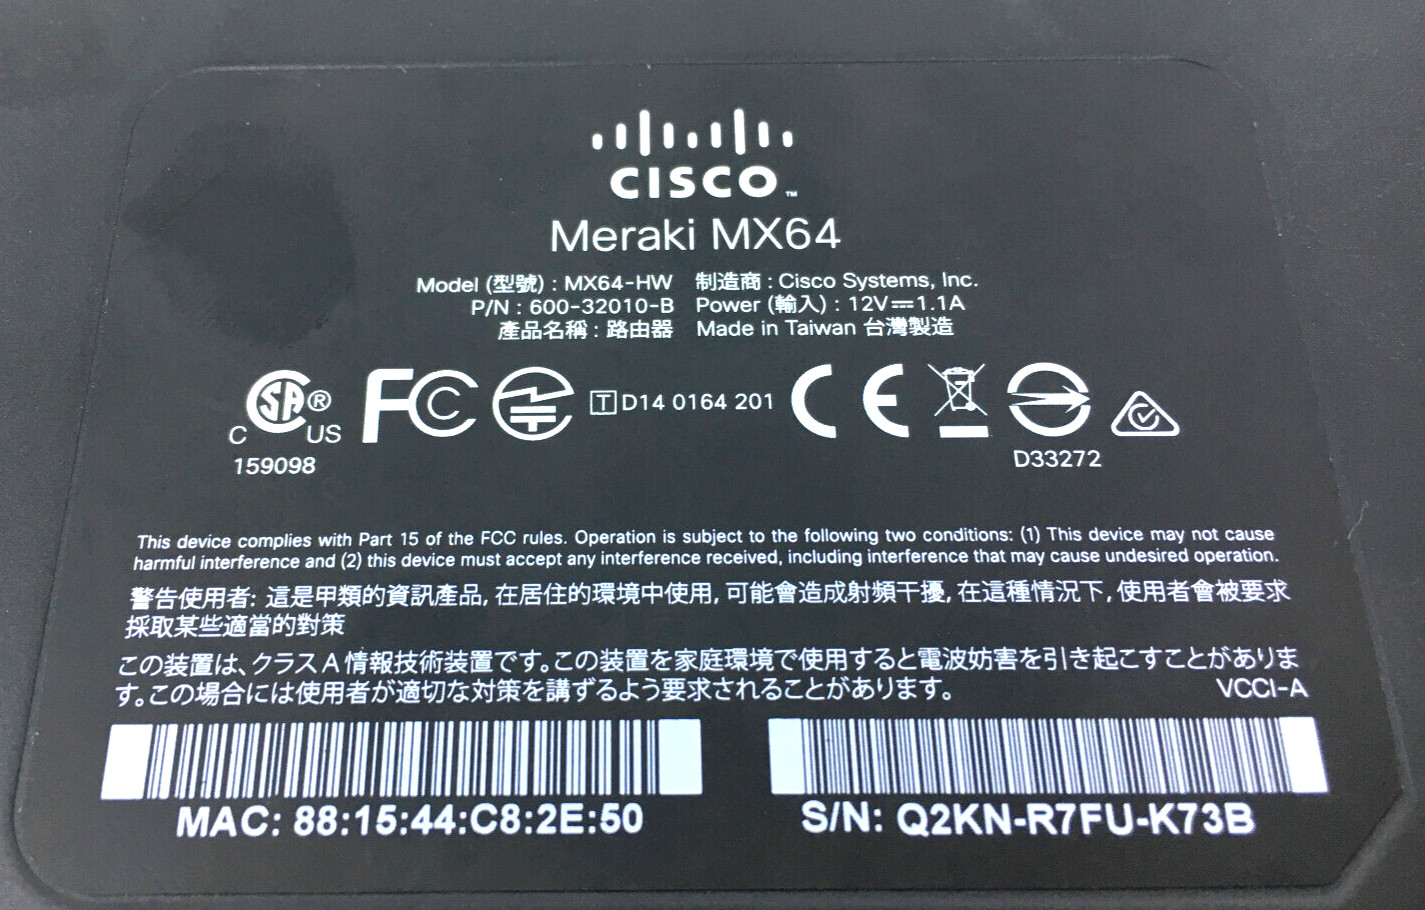 CISCO™
Meraki MX64
Model (型號) : MX64-HW 制造商 : Cisco Systems, Inc.
P/N : 600-32010-B Power (輸入) : 12V⎓1.1A
產品名稱 : 路由器 Made in Taiwan 台灣製造
C SA® US FC T D14 0164 201 CE
159098 D33272
This device complies with Part 15 of the FCC rules. Operation is subject to the following two conditions: (1) This device may not cause
harmful interference and (2) this device must accept any interference received, including interference that may cause undesired operation.
警告使用者: 這是甲類的資訊產品, 在居住的環境中使用, 可能會造成射頻干擾, 在這種情況下, 使用者會被要求
採取某些適當的對策
この装置は、クラスA情報技術装置です。この装置を家庭環境で使用すると電波妨害を引き起こすことがありま
す。この場合には使用者が適切な対策を講ずるよう要求されることがあります。 VCCI-A
MAC: 88:15:44:C8:2E:50 S/N: Q2KN-R7FU-K73B